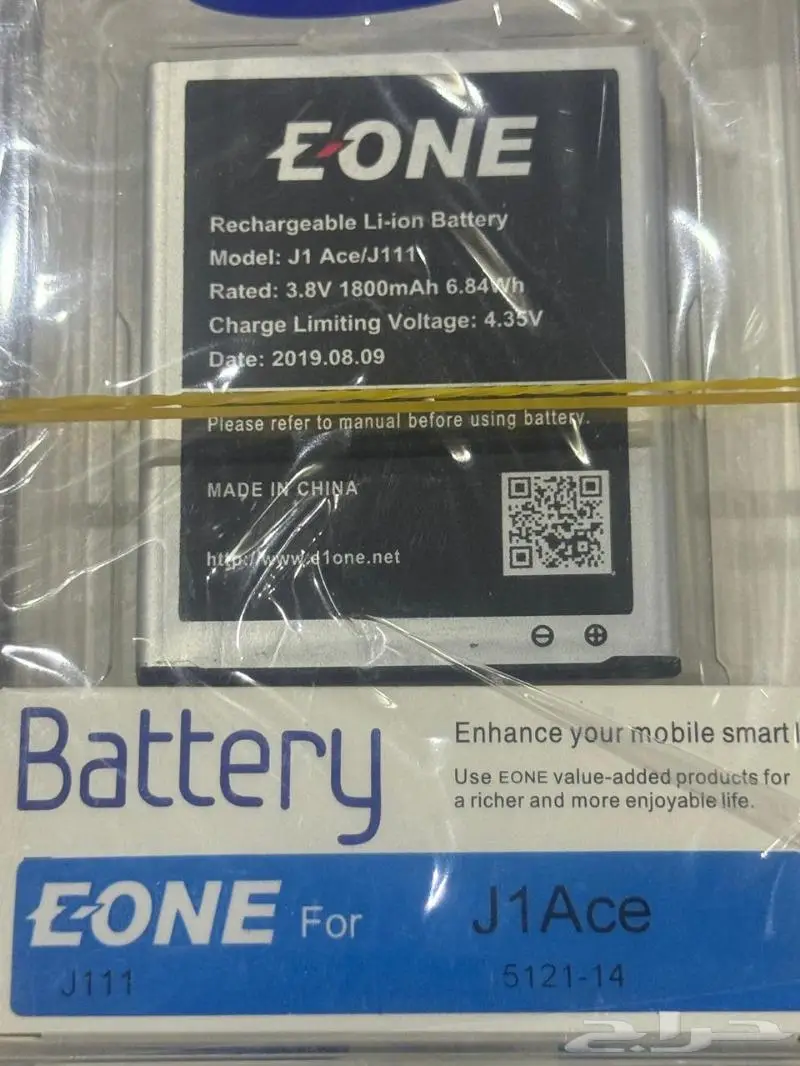 E-ONE
Rechargeable Li-ion Battery
Model: J1 Ace/J111
Rated: 3.8V 1800mAh 6.84Wh
Charge Limiting Voltage: 4.35V
Date: 2019.08.09
Please refer to manual before using battery.
MADE IN CHINA
http://www.e1one.net
⊖ ⊕
Battery
Enhance your mobile smart
Use EONE value-added products for
a richer and more enjoyable life.
E-ONE For J1Ace
J111 5121-14
حراج